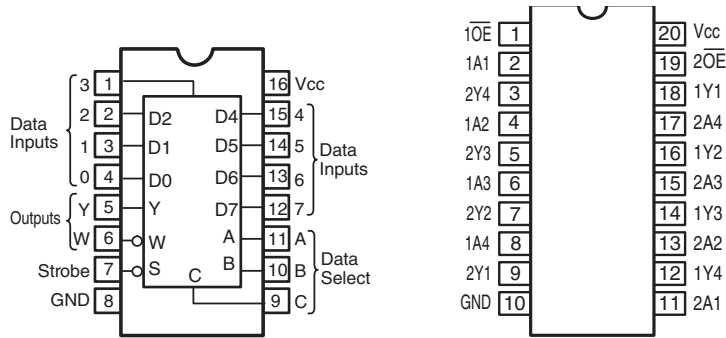 3 1 16 Vcc
2 2 D2 D4 15 4
1 3 D1 D5 14 5
0 4 D0 D6 13 6
Y 5 Y D7 12 7
W 6 W A 11 A
Strobe 7 S B 10 B
GND 8 C 9 C
Data
Inputs
Outputs
Data
Inputs
Data
Select
1OE 1 20 Vcc
1A1 2 19 2OE
2Y4 3 18 1Y1
1A2 4 17 2A4
2Y3 5 16 1Y2
1A3 6 15 2A3
2Y2 7 14 1Y3
1A4 8 13 2A2
2Y1 9 12 1Y4
GND 10 11 2A1